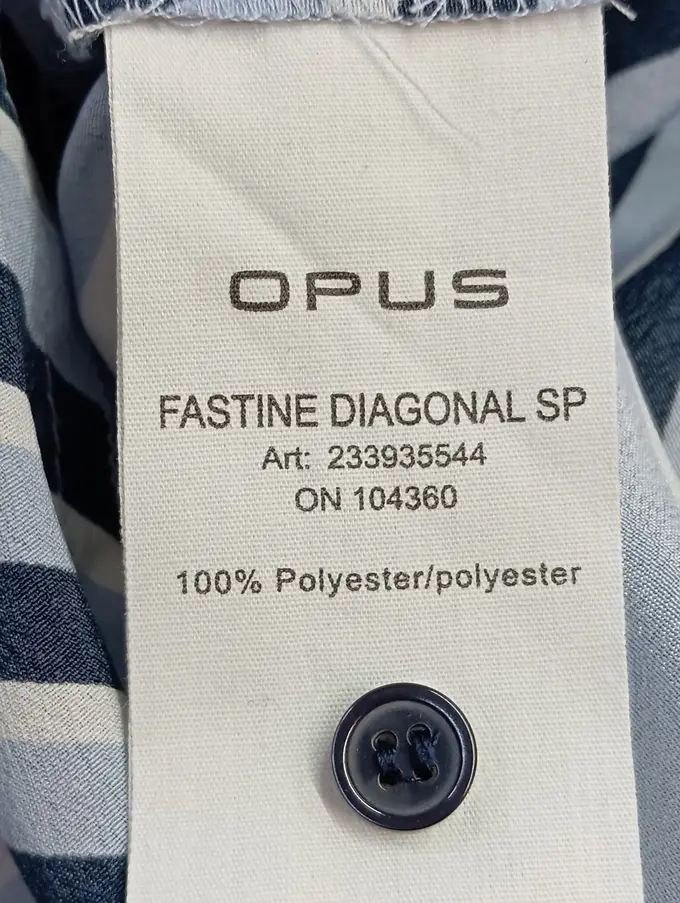 OPUS
FASTINE DIAGONAL SP
Art: 233935544
ON 104360
100% Polyester/polyester